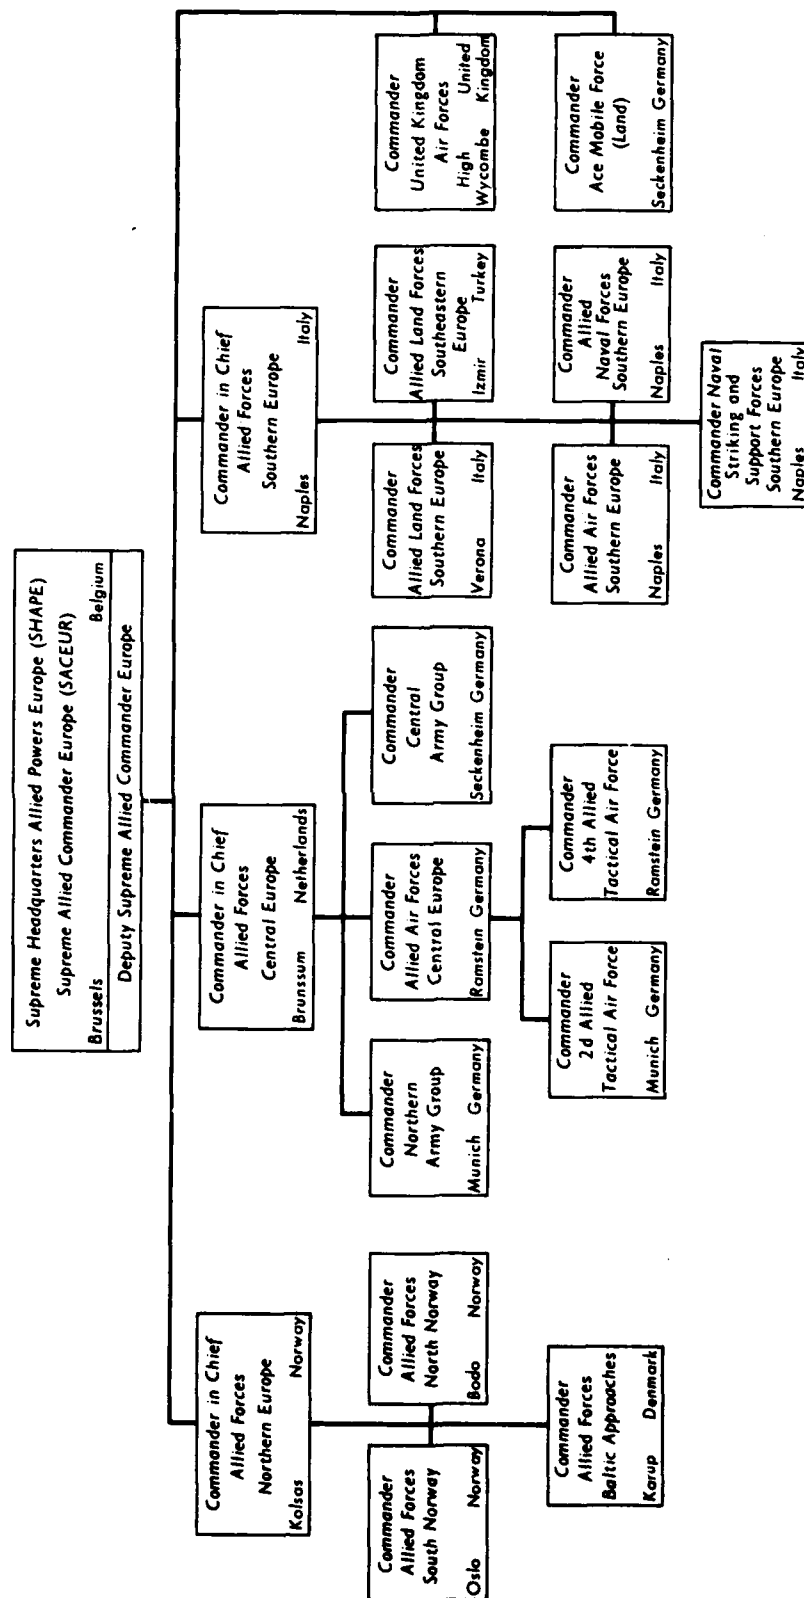 Supreme Headquarters Allied Powers Europe (SHAPE)
Supreme Allied Commander Europe (SACEUR)
Brussels Belgium
Deputy Supreme Allied Commander Europe
Commander in Chief
Allied Forces
Northern Europe
Kolsas Norway
Commander in Chief
Allied Forces
Central Europe
Brunssum Netherlands
Commander in Chief
Allied Forces
Southern Europe
Naples Italy
Commander
Allied Forces
South Norway
Oslo Norway
Commander
Allied Forces
North Norway
Bodo Norway
Commander
Allied Forces
Baltic Approaches
Karup Denmark
Commander
Northern
Army Group
Munich Germany
Commander
Allied Air Forces
Central Europe
Ramstein Germany
Commander
Central
Army Group
Seckenheim Germany
Commander
2d Allied
Tactical Air Force
Munich Germany
Commander
4th Allied
Tactical Air Force
Ramstein Germany
Commander
Allied Land Forces
Southern Europe
Verona Italy
Commander
Allied Land Forces
Southeastern
Europe
Izmir Turkey
Commander
Allied Air Forces
Southern Europe
Naples Italy
Commander
Allied
Naval Forces
Southern Europe
Naples Italy
Commander Naval
Striking and
Support Forces
Southern Europe
Naples Italy
Commander
United Kingdom
Air Forces
High United
Wycombe Kingdom
Commander
Ace Mobile Force
(Land)
Seckenheim Germany